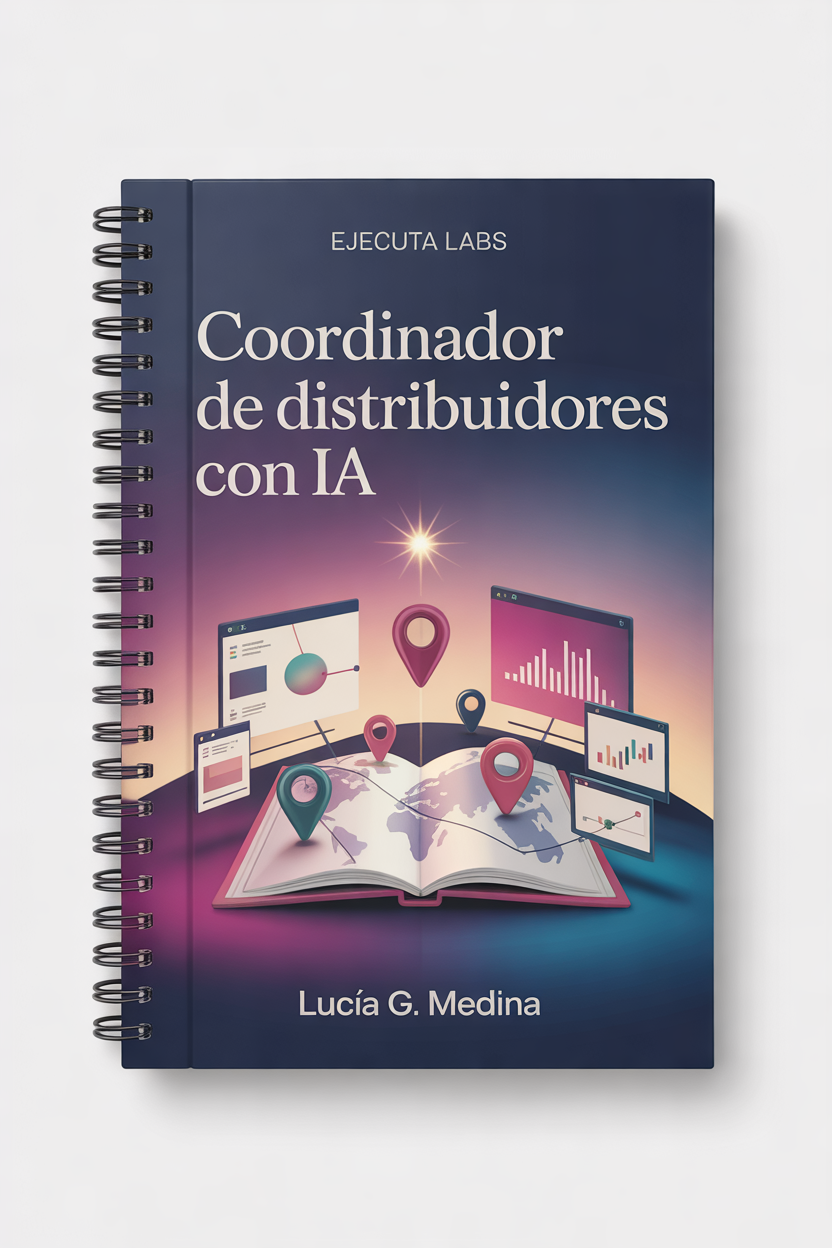 EJECUTA LABS
Coordinador
de distribuidores
con IA
Lucía G. Medina